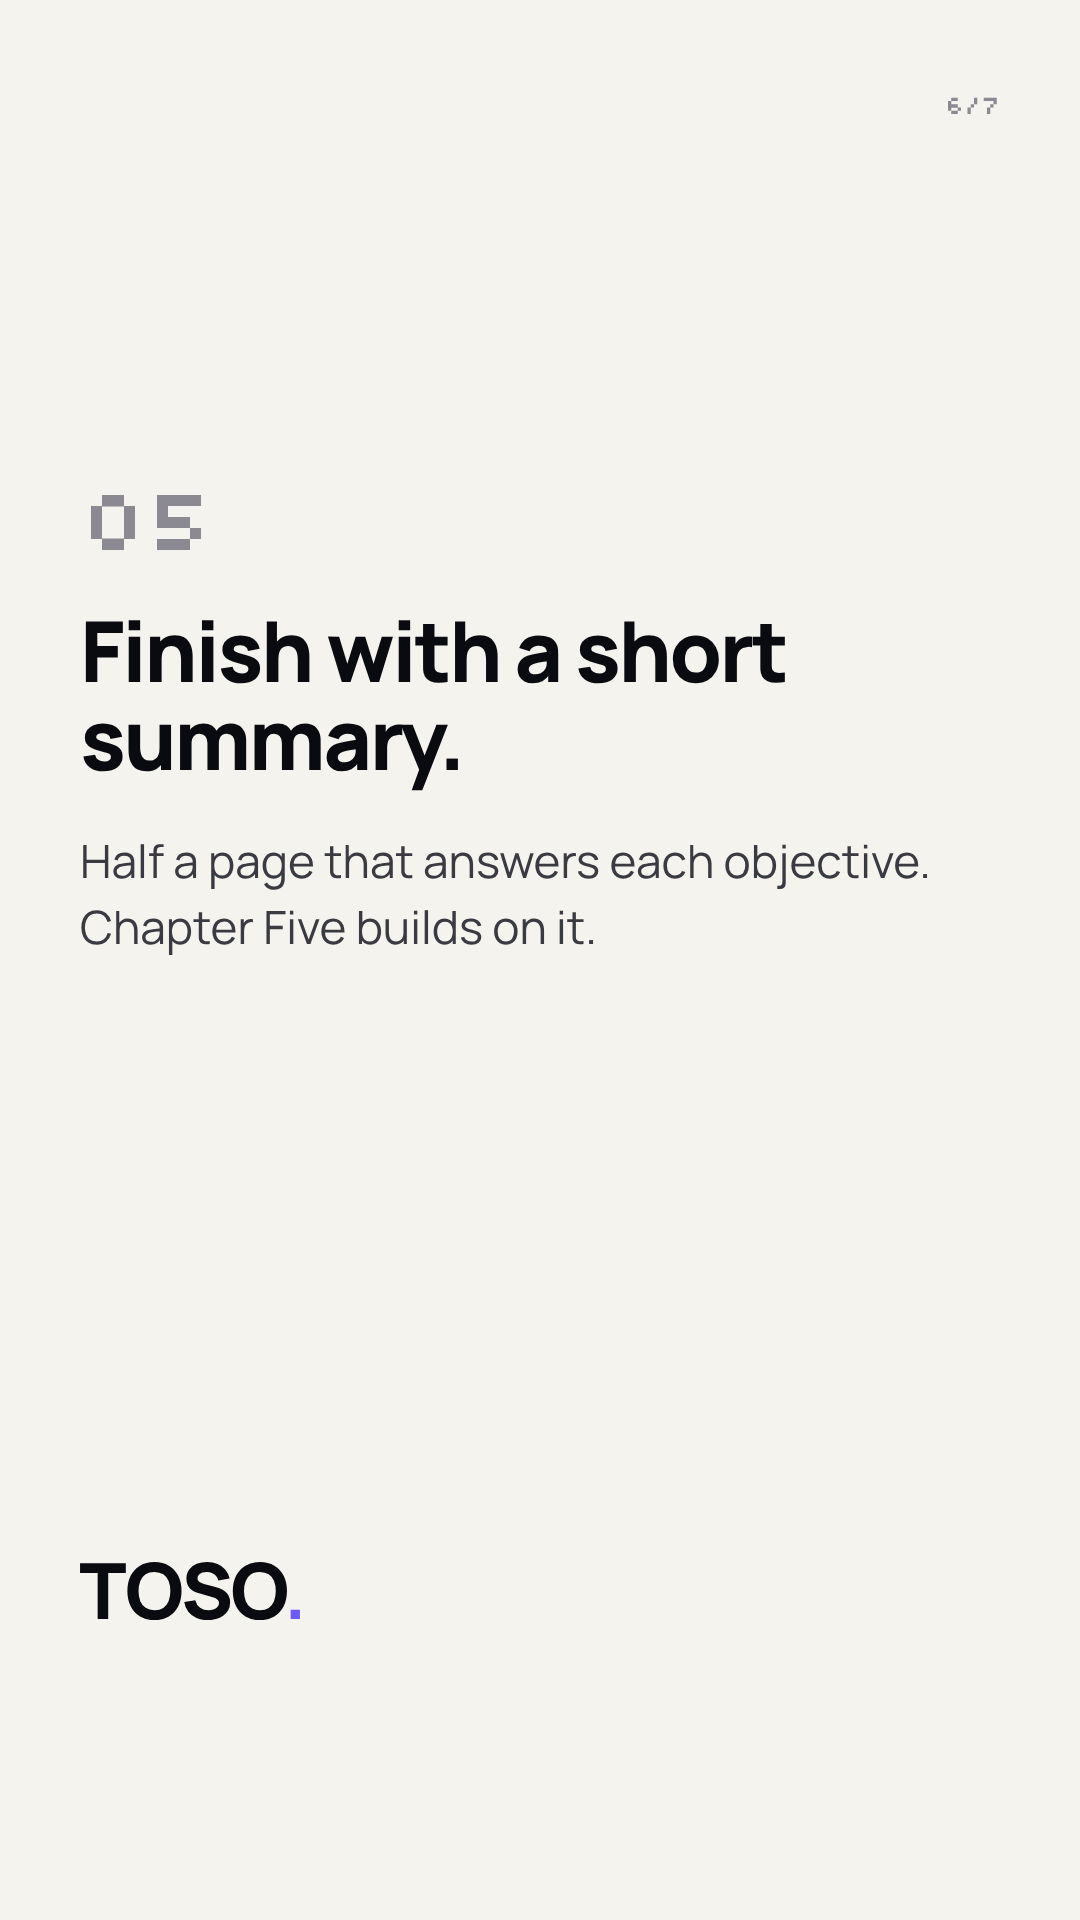 6/7
05
Finish with a short
summary.
Half a page that answers each objective.
Chapter Five builds on it.
TOSO.